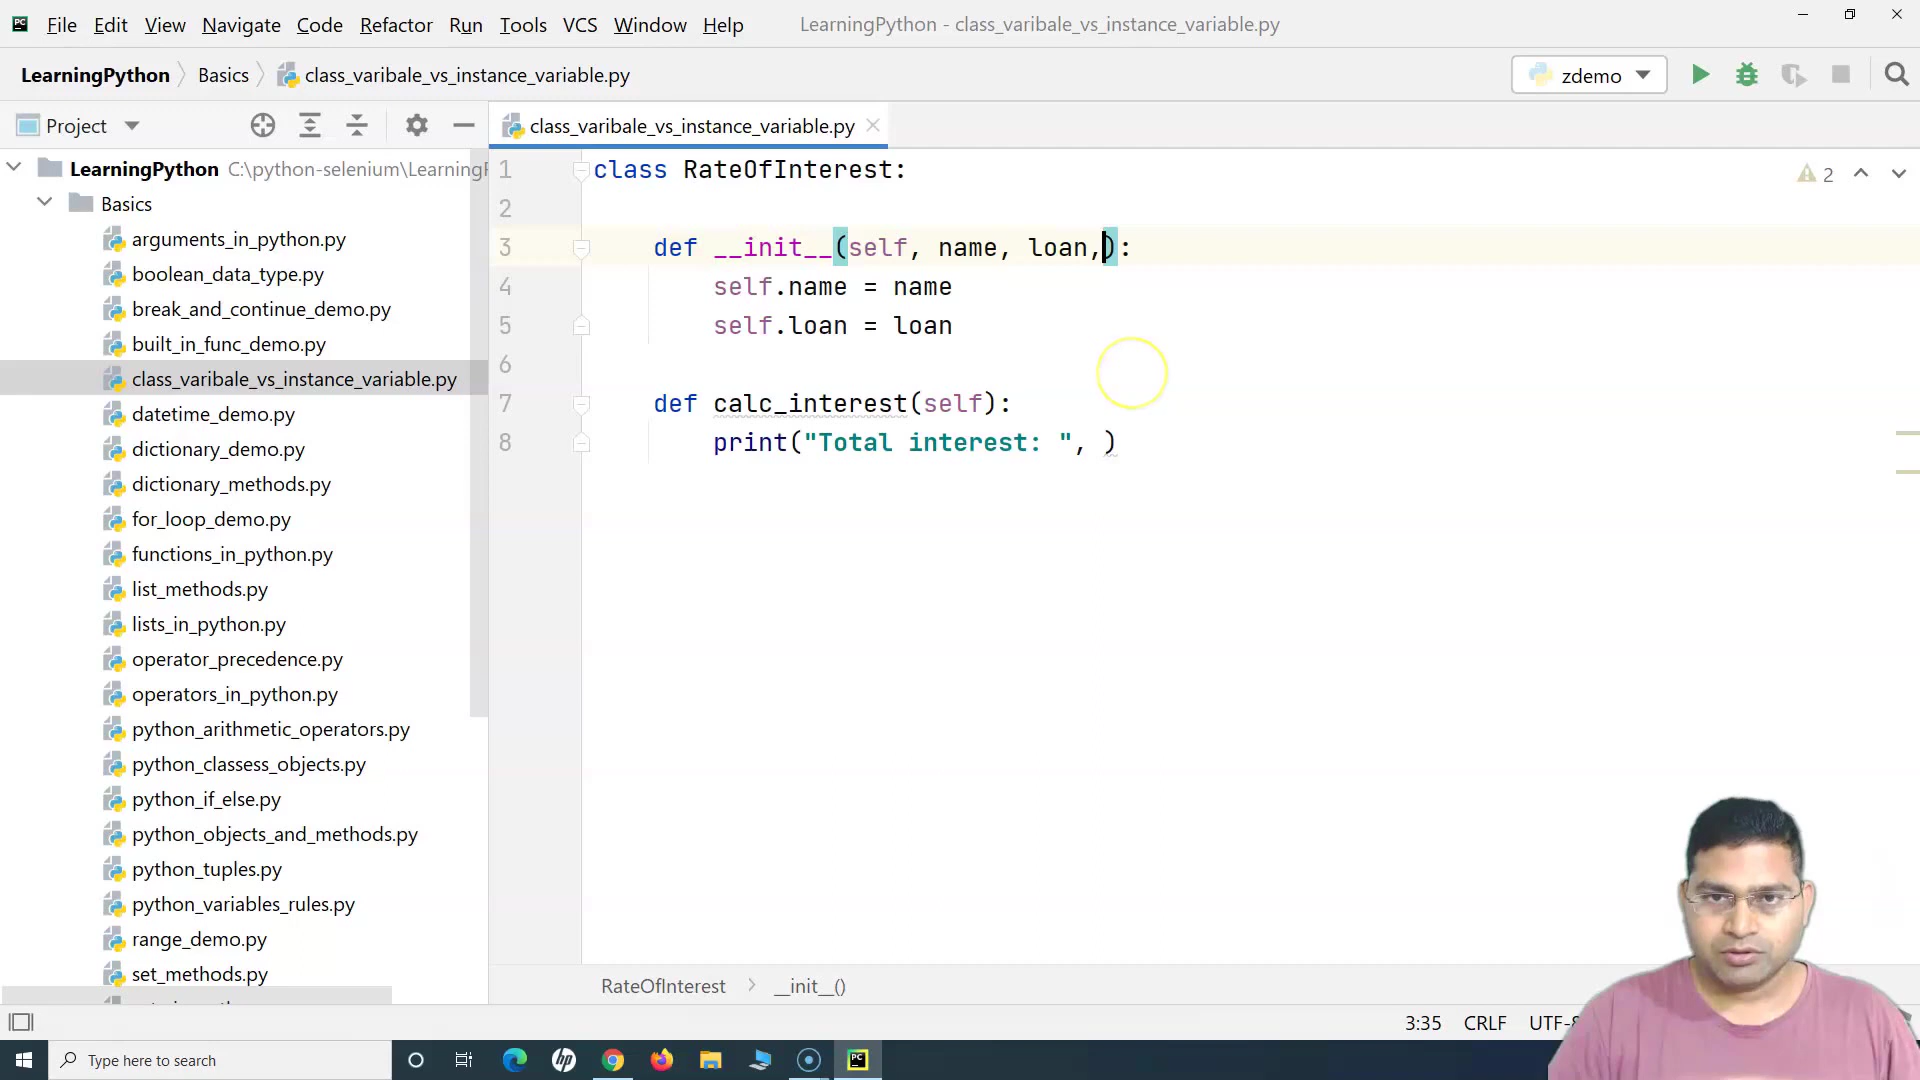 File Edit View Navigate Code Refactor Run Tools VCS Window Help LearningPython - class_varibale_vs_instance_variable.py
LearningPython Basics class_varibale_vs_instance_variable.py zdemo
Project class_varibale_vs_instance_variable.py
LearningPython C:\python-selenium\Learning
Basics
arguments_in_python.py
boolean_data_type.py
break_and_continue_demo.py
built_in_func_demo.py
class_varibale_vs_instance_variable.py
datetime_demo.py
dictionary_demo.py
dictionary_methods.py
for_loop_demo.py
functions_in_python.py
list_methods.py
lists_in_python.py
operator_precedence.py
operators_in_python.py
python_arithmetic_operators.py
python_classess_objects.py
python_if_else.py
python_objects_and_methods.py
python_tuples.py
python_variables_rules.py
range_demo.py
set_methods.py
1 class RateOfInterest:
2
3 def __init__(self, name, loan,):
4 self.name = name
5 self.loan = loan
6
7 def calc_interest(self):
8 print("Total interest: ", )
2
RateOfInterest __init__()
3:35 CRLF UTF-8
Type here to search
hp
PC